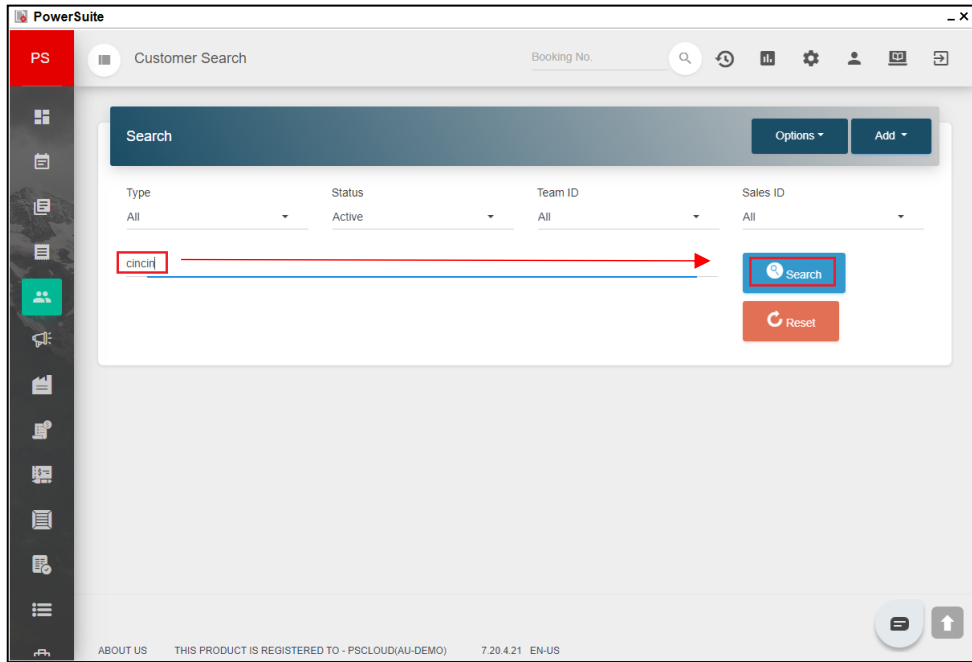 PowerSuite
PS
Customer Search
Booking No.
Search
Options
Add
Type
Status
Team ID
Sales ID
All
Active
All
All
cincin
Search
Reset
ABOUT US THIS PRODUCT IS REGISTERED TO - PSCLOUD(AU-DEMO) 7.20.4.21 EN-US